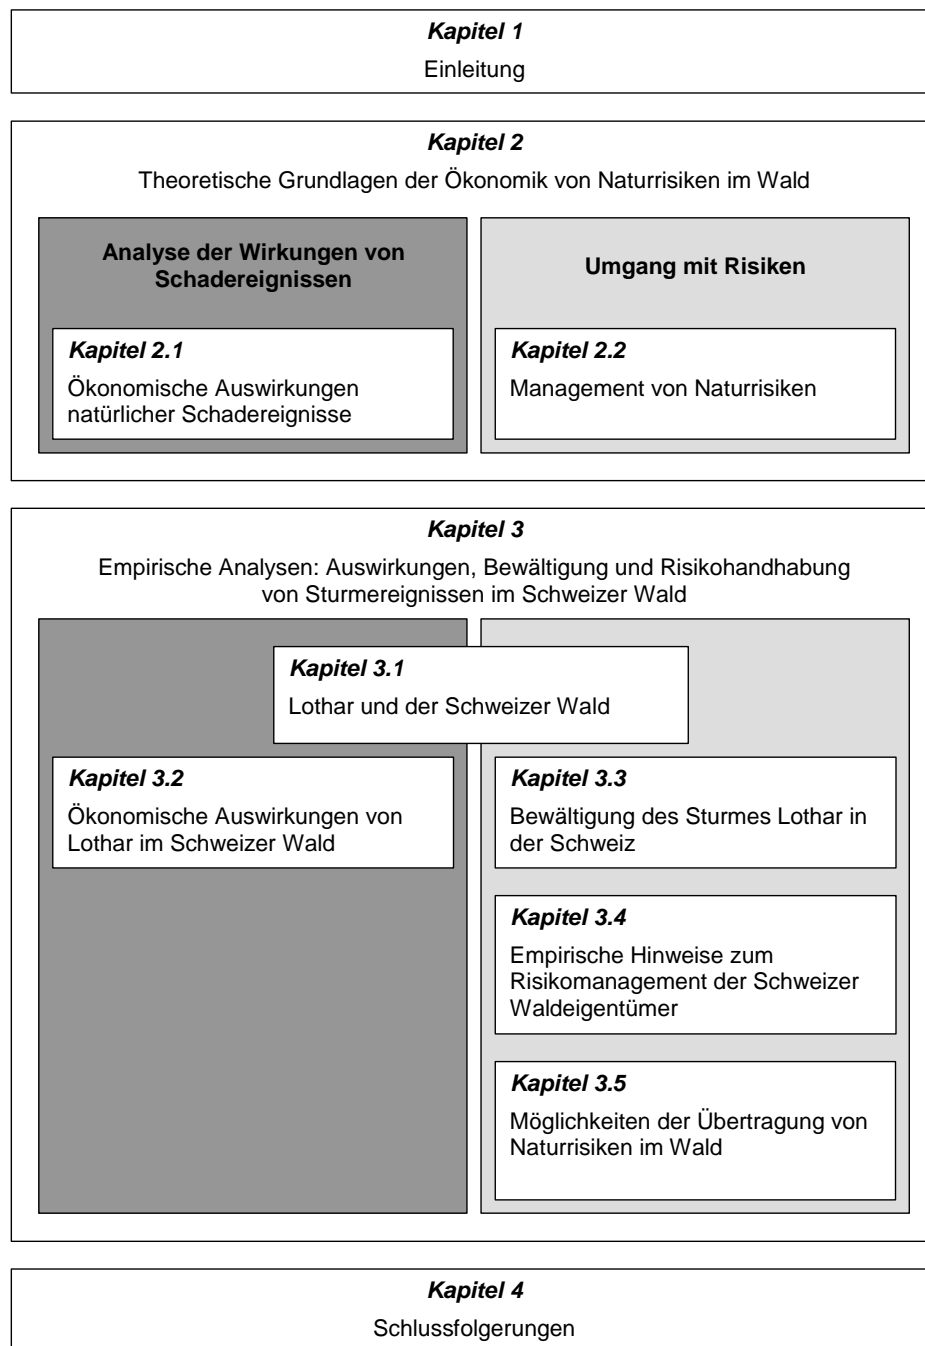 Kapitel 1
Einleitung
Kapitel 2
Theoretische Grundlagen der Ökonomik von Naturrisiken im Wald
Analyse der Wirkungen von
Schadereignissen
Kapitel 2.1
Ökonomische Auswirkungen
natürlicher Schadereignisse
Umgang mit Risiken
Kapitel 2.2
Management von Naturrisiken
Kapitel 3
Empirische Analysen: Auswirkungen, Bewältigung und Risikohandhabung
von Sturmereignissen im Schweizer Wald
Kapitel 3.1
Lothar und der Schweizer Wald
Kapitel 3.2
Ökonomische Auswirkungen von
Lothar im Schweizer Wald
Kapitel 3.3
Bewältigung des Sturmes Lothar in
der Schweiz
Kapitel 3.4
Empirische Hinweise zum
Risikomanagement der Schweizer
Waldeigentümer
Kapitel 3.5
Möglichkeiten der Übertragung von
Naturrisiken im Wald
Kapitel 4
Schlussfolgerungen